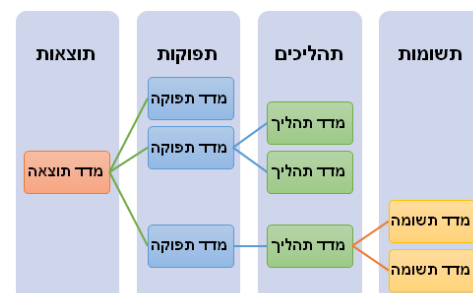 תשומות
תהליכים
תפוקות
תוצאות
מדד תפוקה
מדד תהליך
מדד תפוקה
מדד תוצאה
מדד תהליך
מדד תשומה
מדד תהליך
מדד תפוקה
מדד תשומה